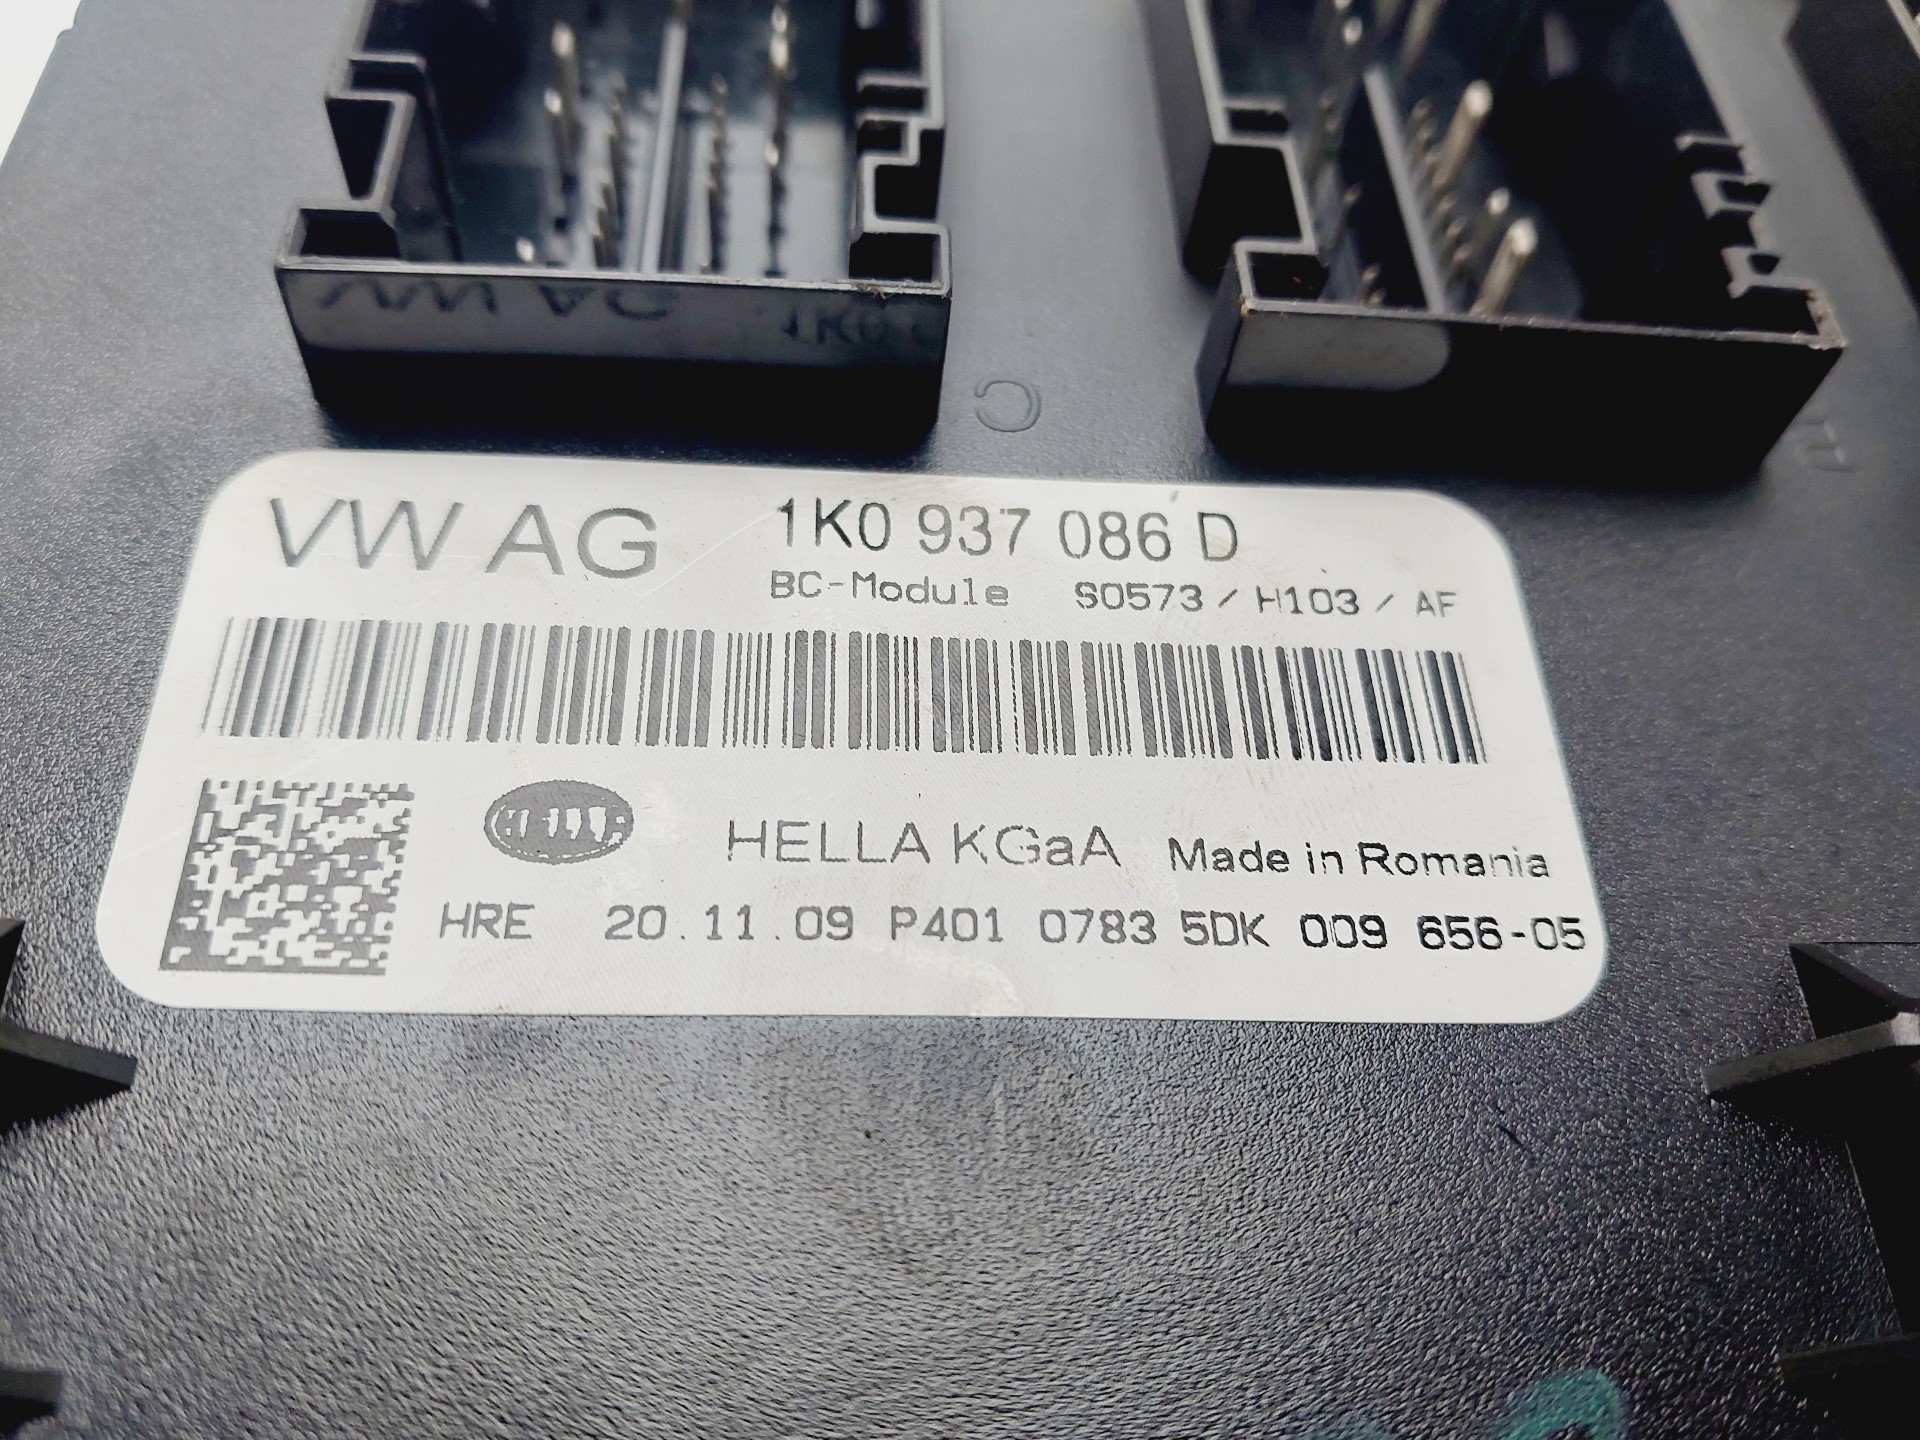 C
VW AG 1K0 937 086 D
BC-Module S0573 / H103 / AF
HELLA KGaA Made in Romania
HRE 20.11.09 P401 0783 5DK 009 656-05